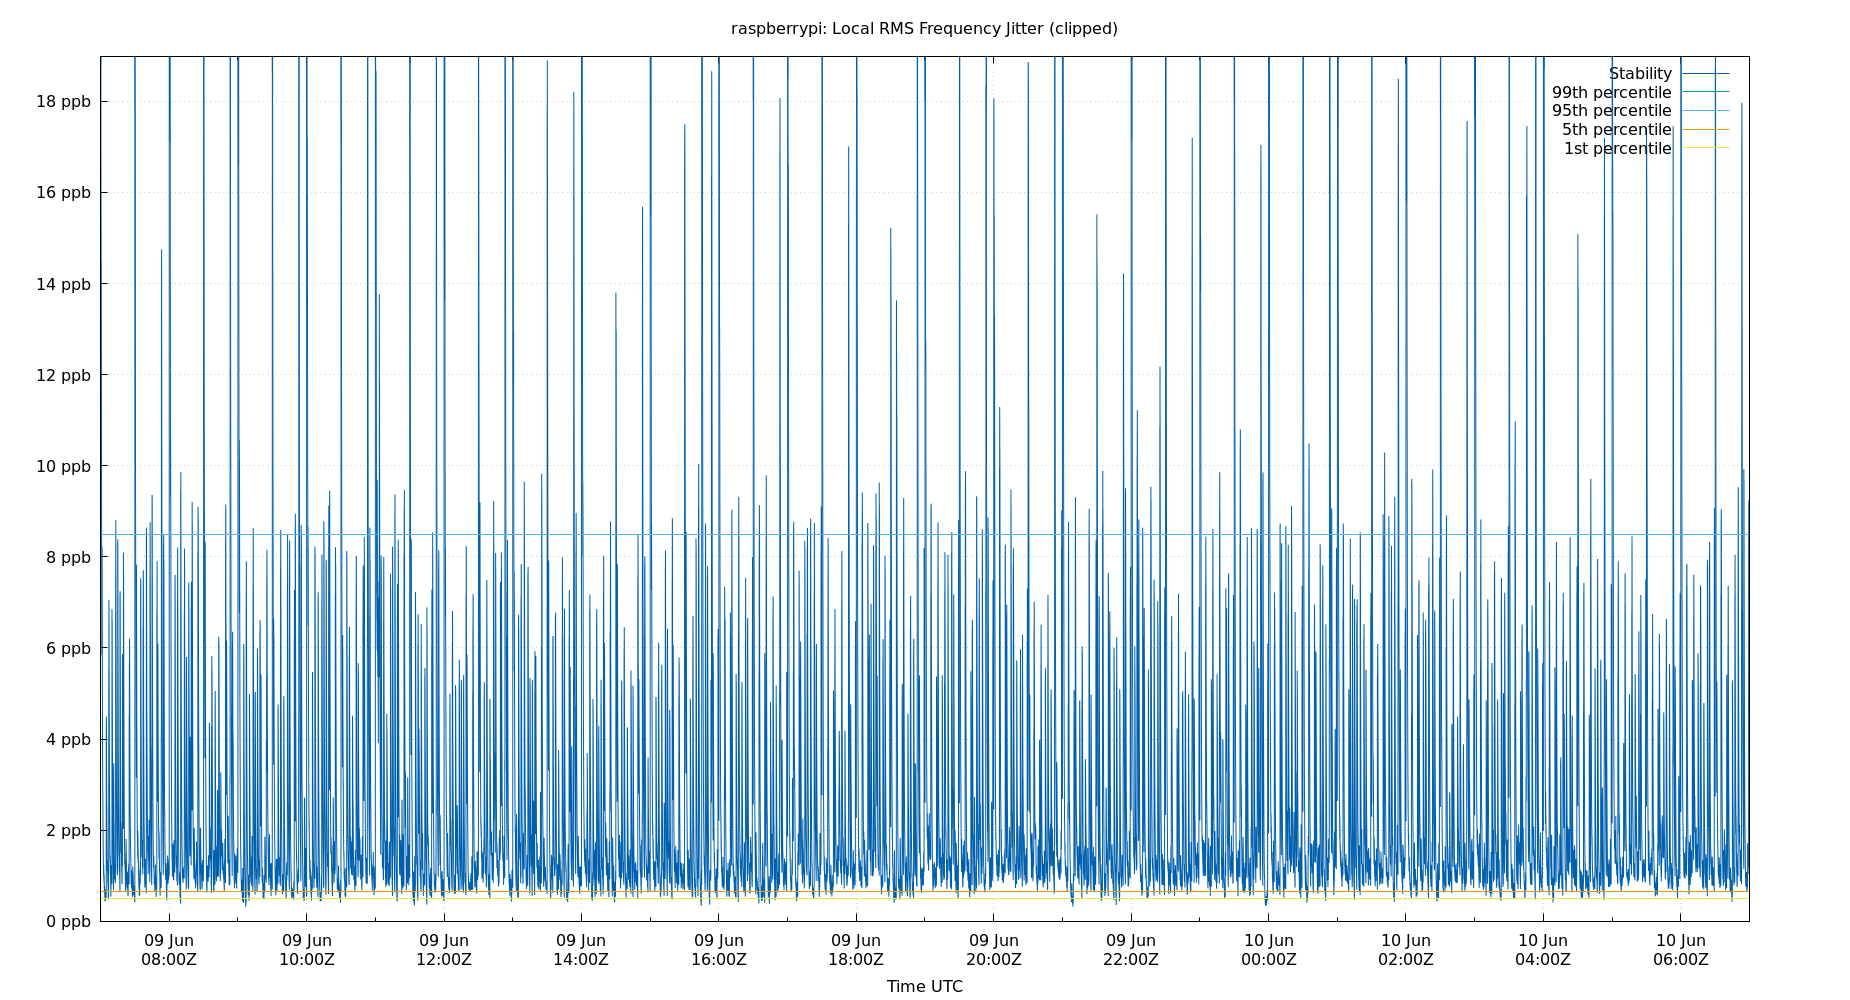 raspberrypi: Local RMS Frequency Jitter (clipped)
Stability
99th percentile
95th percentile
5th percentile
1st percentile
18 ppb
16 ppb
14 ppb
12 ppb
10 ppb
8 ppb
6 ppb
4 ppb
2 ppb
0 ppb
09 Jun 09 Jun 09 Jun 09 Jun 09 Jun 09 Jun 09 Jun 09 Jun 10 Jun 10 Jun 10 Jun 10 Jun
08:00Z 10:00Z 12:00Z 14:00Z 16:00Z 18:00Z 20:00Z 22:00Z 00:00Z 02:00Z 04:00Z 06:00Z
Time UTC